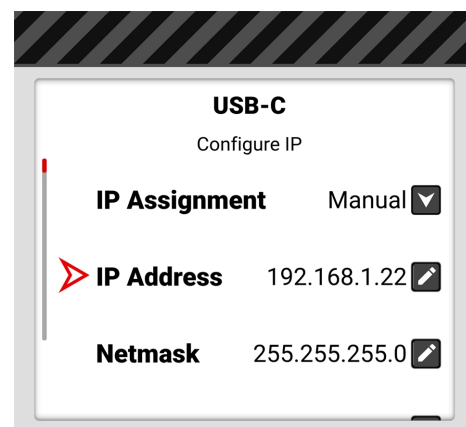 USB-C
Configure IP
IP Assignment Manual
IP Address 192.168.1.22
Netmask 255.255.255.0